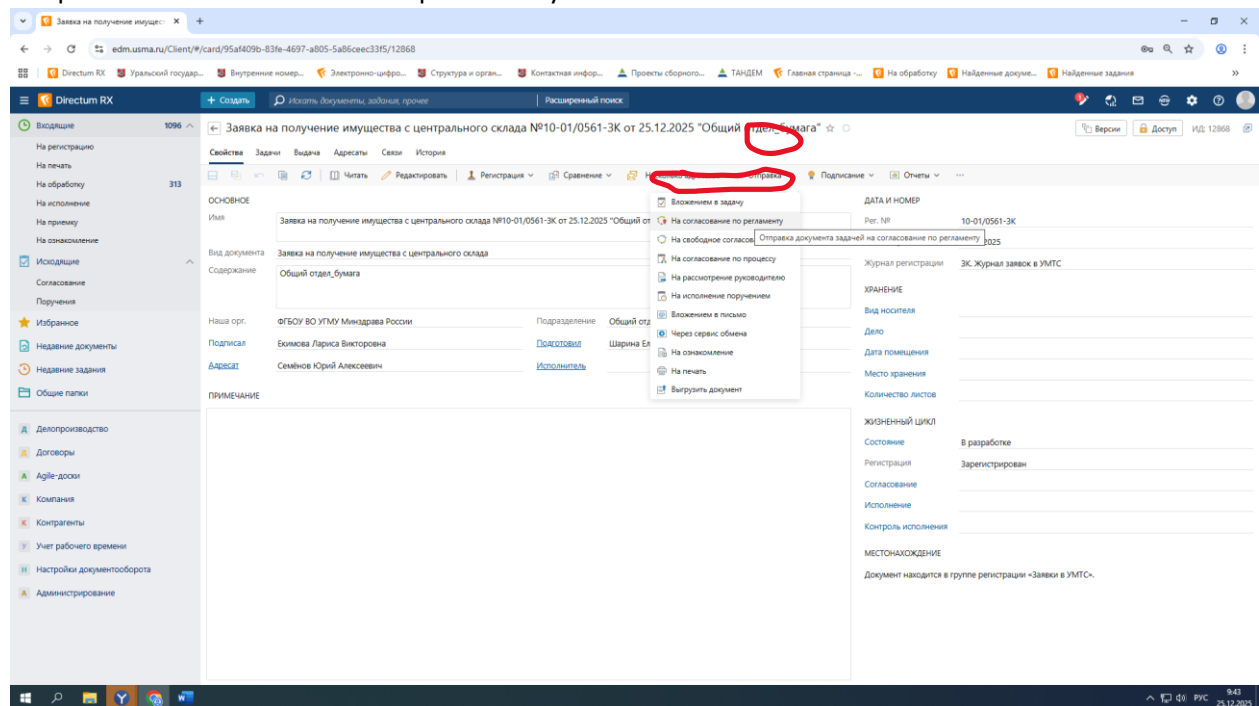 Заявка на получение имущес
edm.usma.ru/Client/#/card/95af409b-83fe-4697-a805-5a86ceec33f5/12868
Directum RX Уральский государ... Внутренние номер... Электронно-цифро... Структура и орган... Контактная инфор... Проекты сборного... ТАНДЕМ Главная страница -... На обработку Найденные докуме... Найденные задания »
Directum RX + Создать Искать документы, задания, прочее Расширенный поиск
Входящие 1096
На регистрацию
На печать
На обработку 313
На исполнение
На приемку
На ознакомление
Исходящие
Согласование
Поручения
Избранное
Недавние документы
Недавние задания
Общие папки
Д Делопроизводство
Д Договоры
A Agile-доски
К Компания
К Контрагенты
У Учет рабочего времени
Н Настройки документооборота
А Администрирование
Заявка на получение имущества с центрального склада №10-01/0561-ЗК от 25.12.2025 "Общий отдел_бумага"
Версии Доступ ИД: 12868
Свойства Задачи Выдача Адресаты Связи История
Читать Редактировать Регистрация Сравнение Подписание Отчеты ...
ОСНОВНОЕ
Имя Заявка на получение имущества с центрального склада №10-01/0561-ЗК от 25.12.2025 "Общий от
Вид документа Заявка на получение имущества с центрального склада
Содержание Общий отдел_бумага
Наша орг. ФГБОУ ВО УГМУ Минздрава России Подразделение Общий отд
Подписал Екимова Лариса Викторовна Подготовил Шарина Ел
Адресат Семёнов Юрий Алексеевич Исполнитель
ПРИМЕЧАНИЕ
Вложением в задачу
На согласование по регламенту
На свободное согласов
Отправка документа задачей на согласование по регламенту
На согласование по процессу
На рассмотрение руководителю
На исполнение поручением
Вложением в письмо
Через сервис обмена
На ознакомление
На печать
Выгрузить документ
ДАТА И НОМЕР
Рег. № 10-01/0561-ЗК
2025
Журнал регистрации ЗК. Журнал заявок в УМТС
ХРАНЕНИЕ
Вид носителя
Дело
Дата помещения
Место хранения
Количество листов
ЖИЗНЕННЫЙ ЦИКЛ
Состояние В разработке
Регистрация Зарегистрирован
Согласование
Исполнение
Контроль исполнения
МЕСТОНАХОЖДЕНИЕ
Документ находится в группе регистрации «Заявки в УМТС».
РУС 9:43
25.12.2025